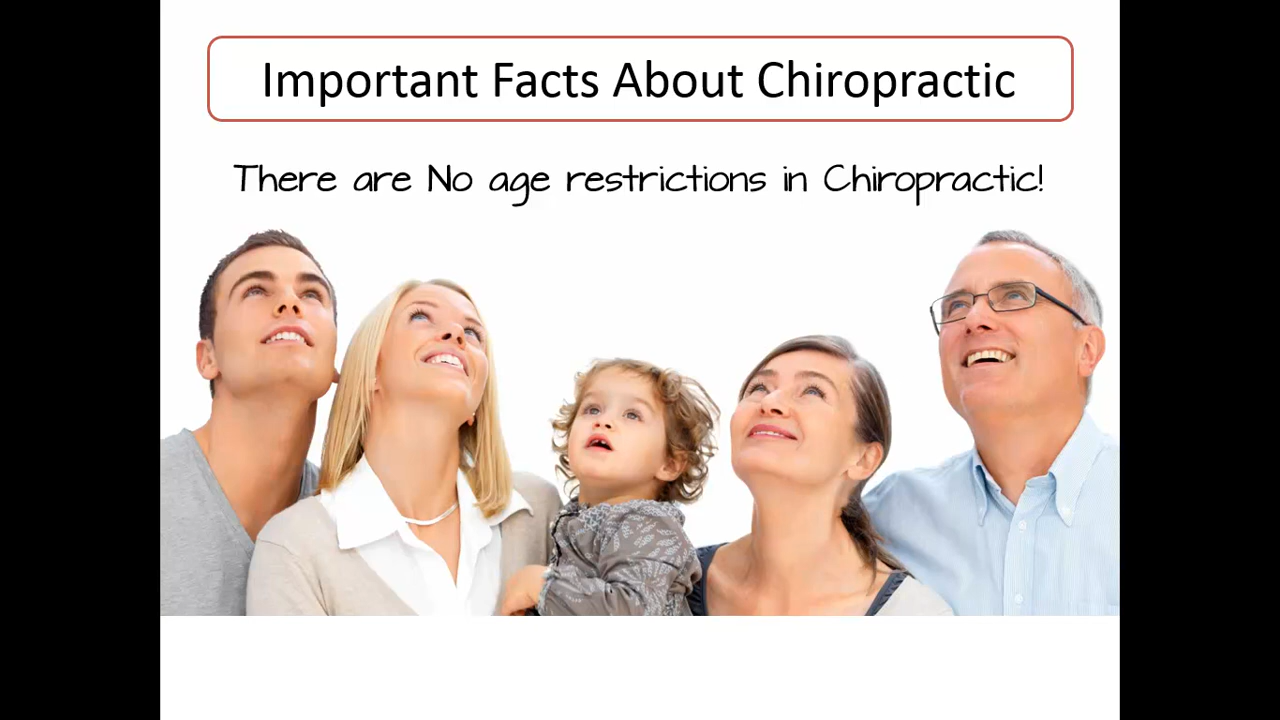 Important Facts About Chiropractic
There are No age restrictions in Chiropractic!